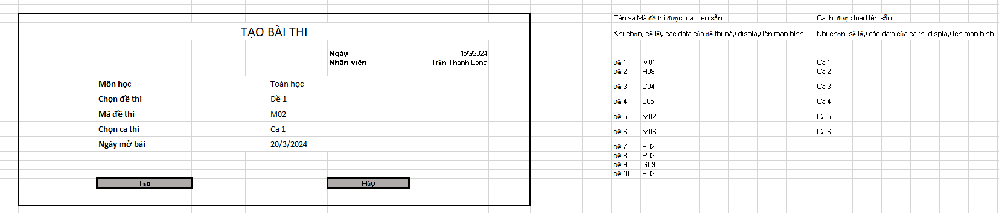 TẠO BÀI THI
Ngày 15/3/2024
Nhân viên Trần Thanh Long
Môn học Toán học
Chọn đề thi Đề 1
Mã đề thi M02
Chọn ca thi Ca 1
Ngày mở bài 20/3/2024
Tạo Hủy
Tên và Mã đề thi được load lên sẵn
Khi chọn, sẽ lấy các data của đề thi này display lên màn hình
Đề 1 M01
Đề 2 H08
Đề 3 C04
Đề 4 L05
Đề 5 M02
Đề 6 M06
Đề 7 E02
Đề 8 P03
Đề 9 G09
Đề 10 E03
Ca thi được load lên sẵn
Khi chọn, sẽ lấy các data của ca thi display lên màn hình
Ca 1
Ca 2
Ca 3
Ca 4
Ca 5
Ca 6